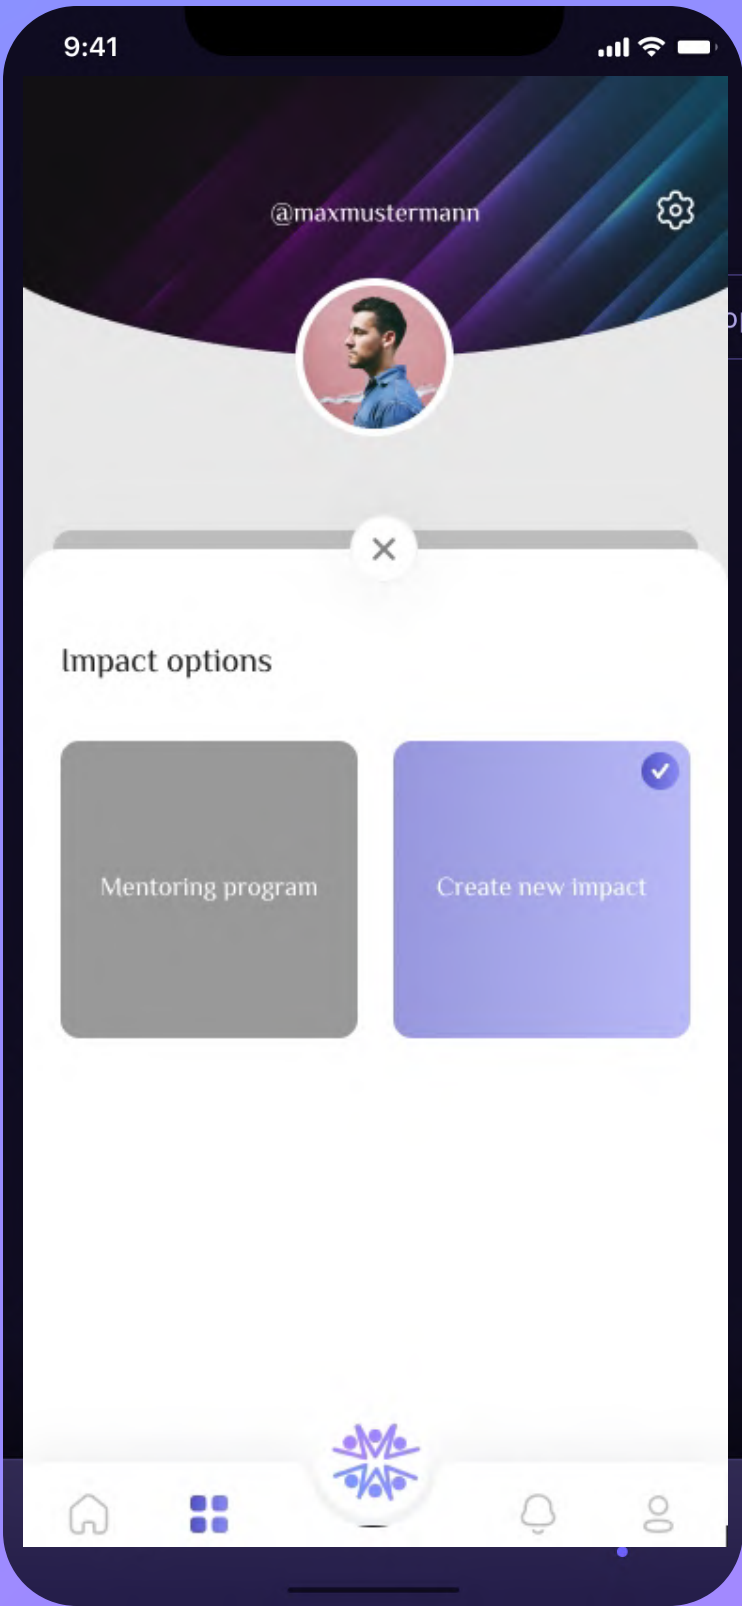 9:41
@maxmustermann
Impact options
Mentoring program
Create new impact